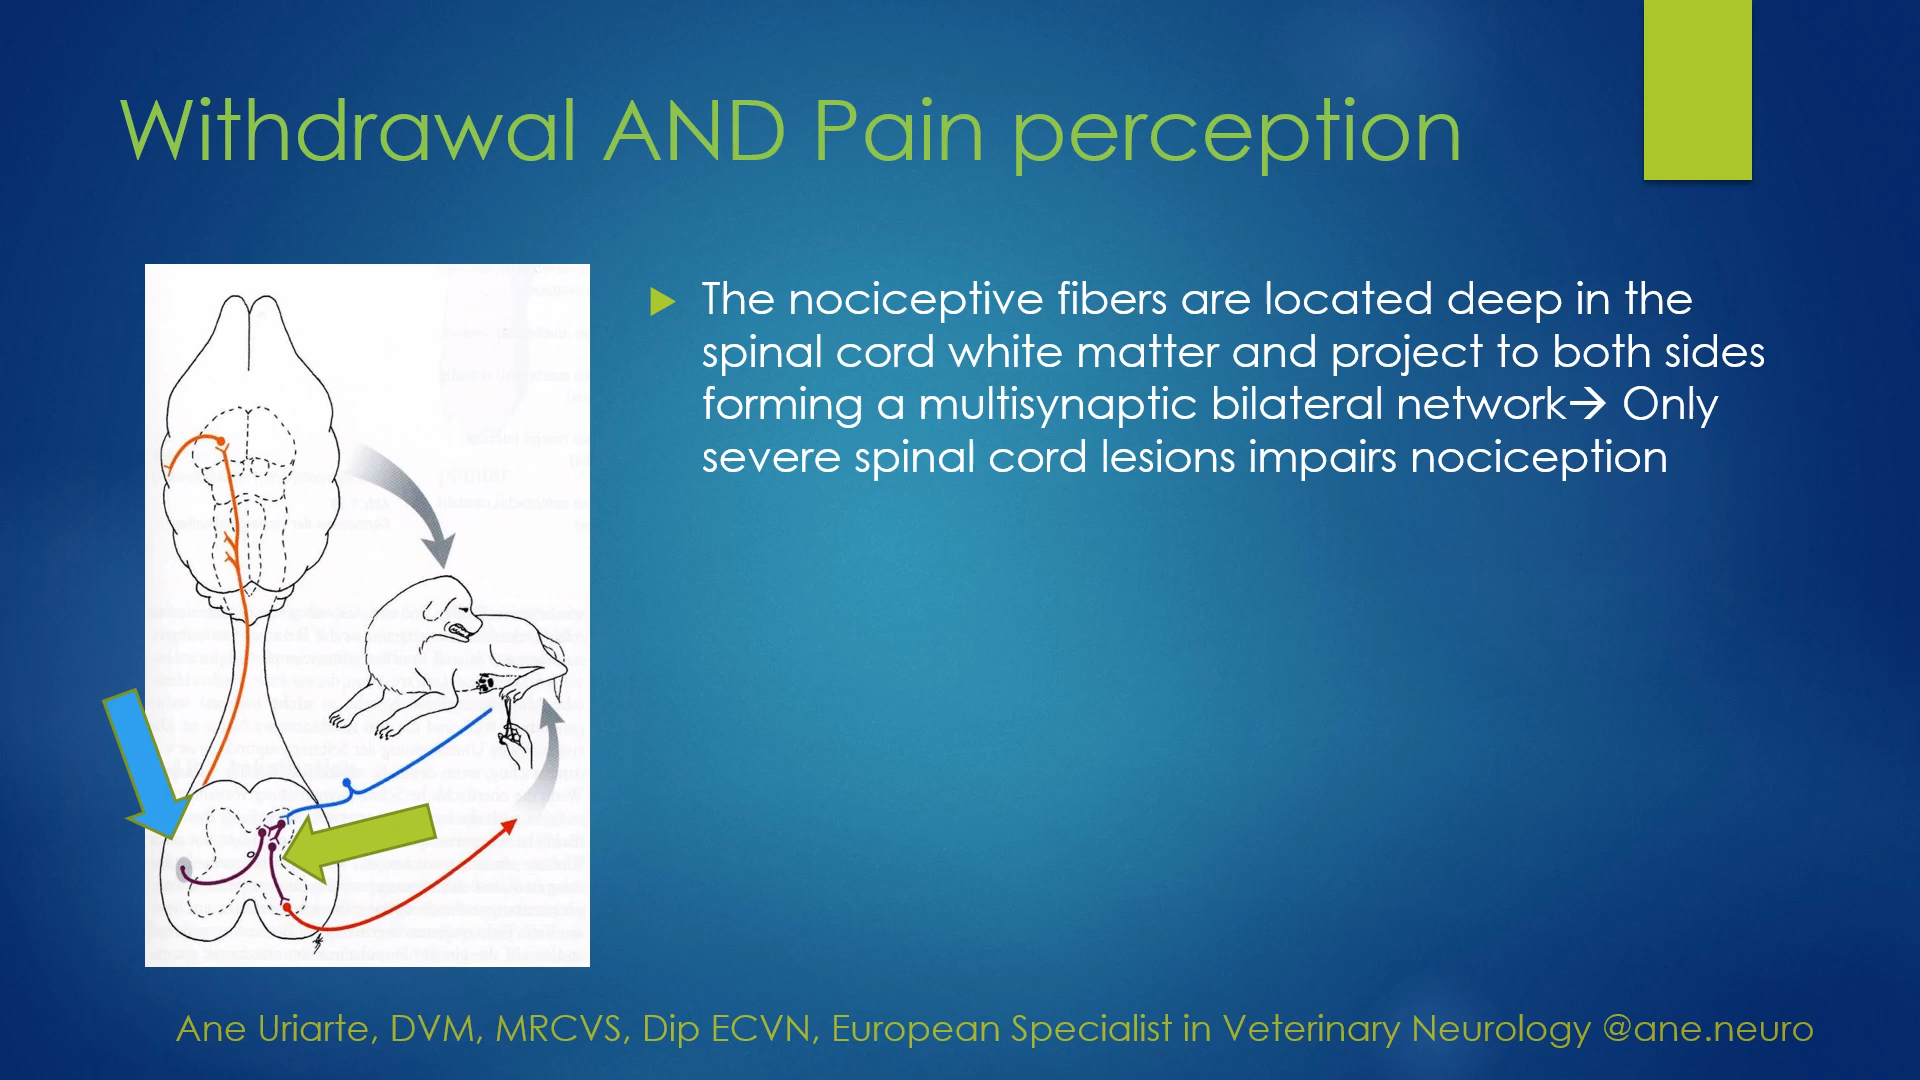 Withdrawal AND Pain perception
The nociceptive fibers are located deep in the
spinal cord white matter and project to both sides
forming a multisynaptic bilateral network→ Only
severe spinal cord lesions impairs nociception
Ane Uriarte, DVM, MRCVS, Dip ECVN, European Specialist in Veterinary Neurology @ane.neuro